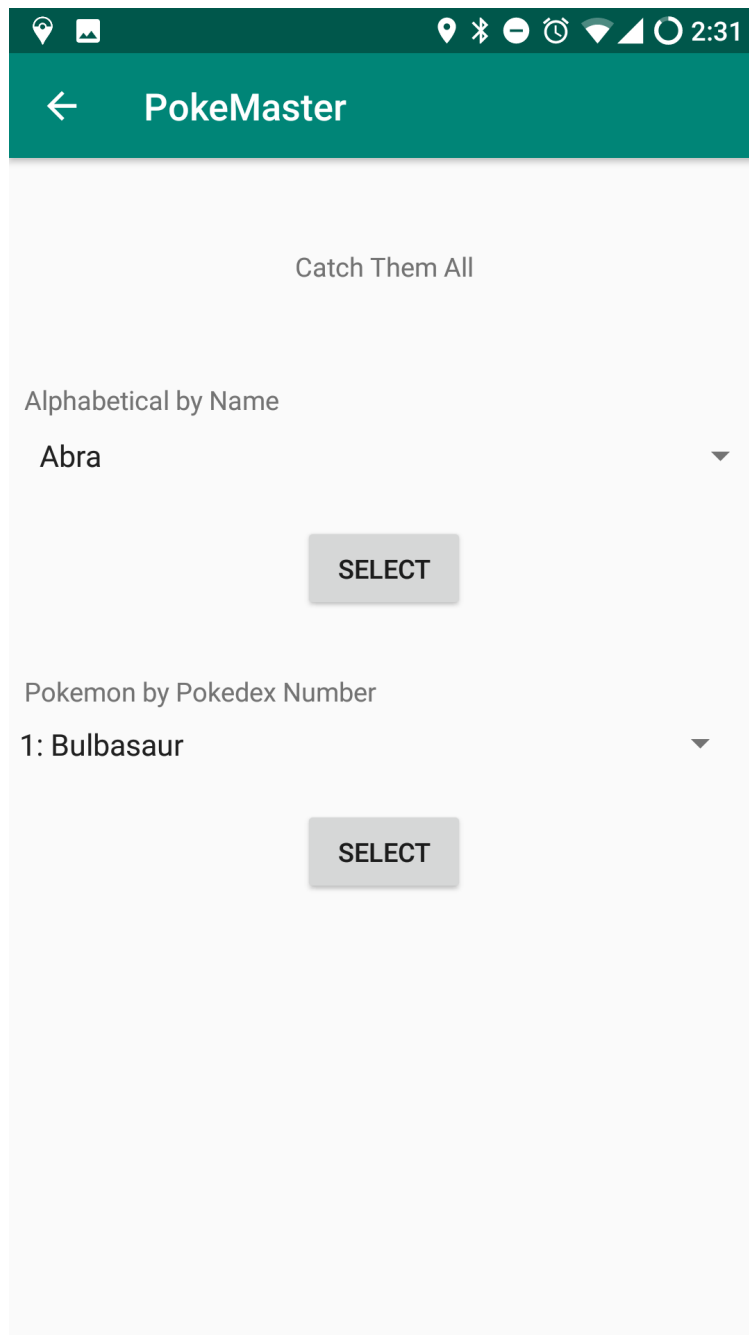 2:31
PokeMaster
Catch Them All
Alphabetical by Name
Abra
SELECT
Pokemon by Pokedex Number
1: Bulbasaur
SELECT